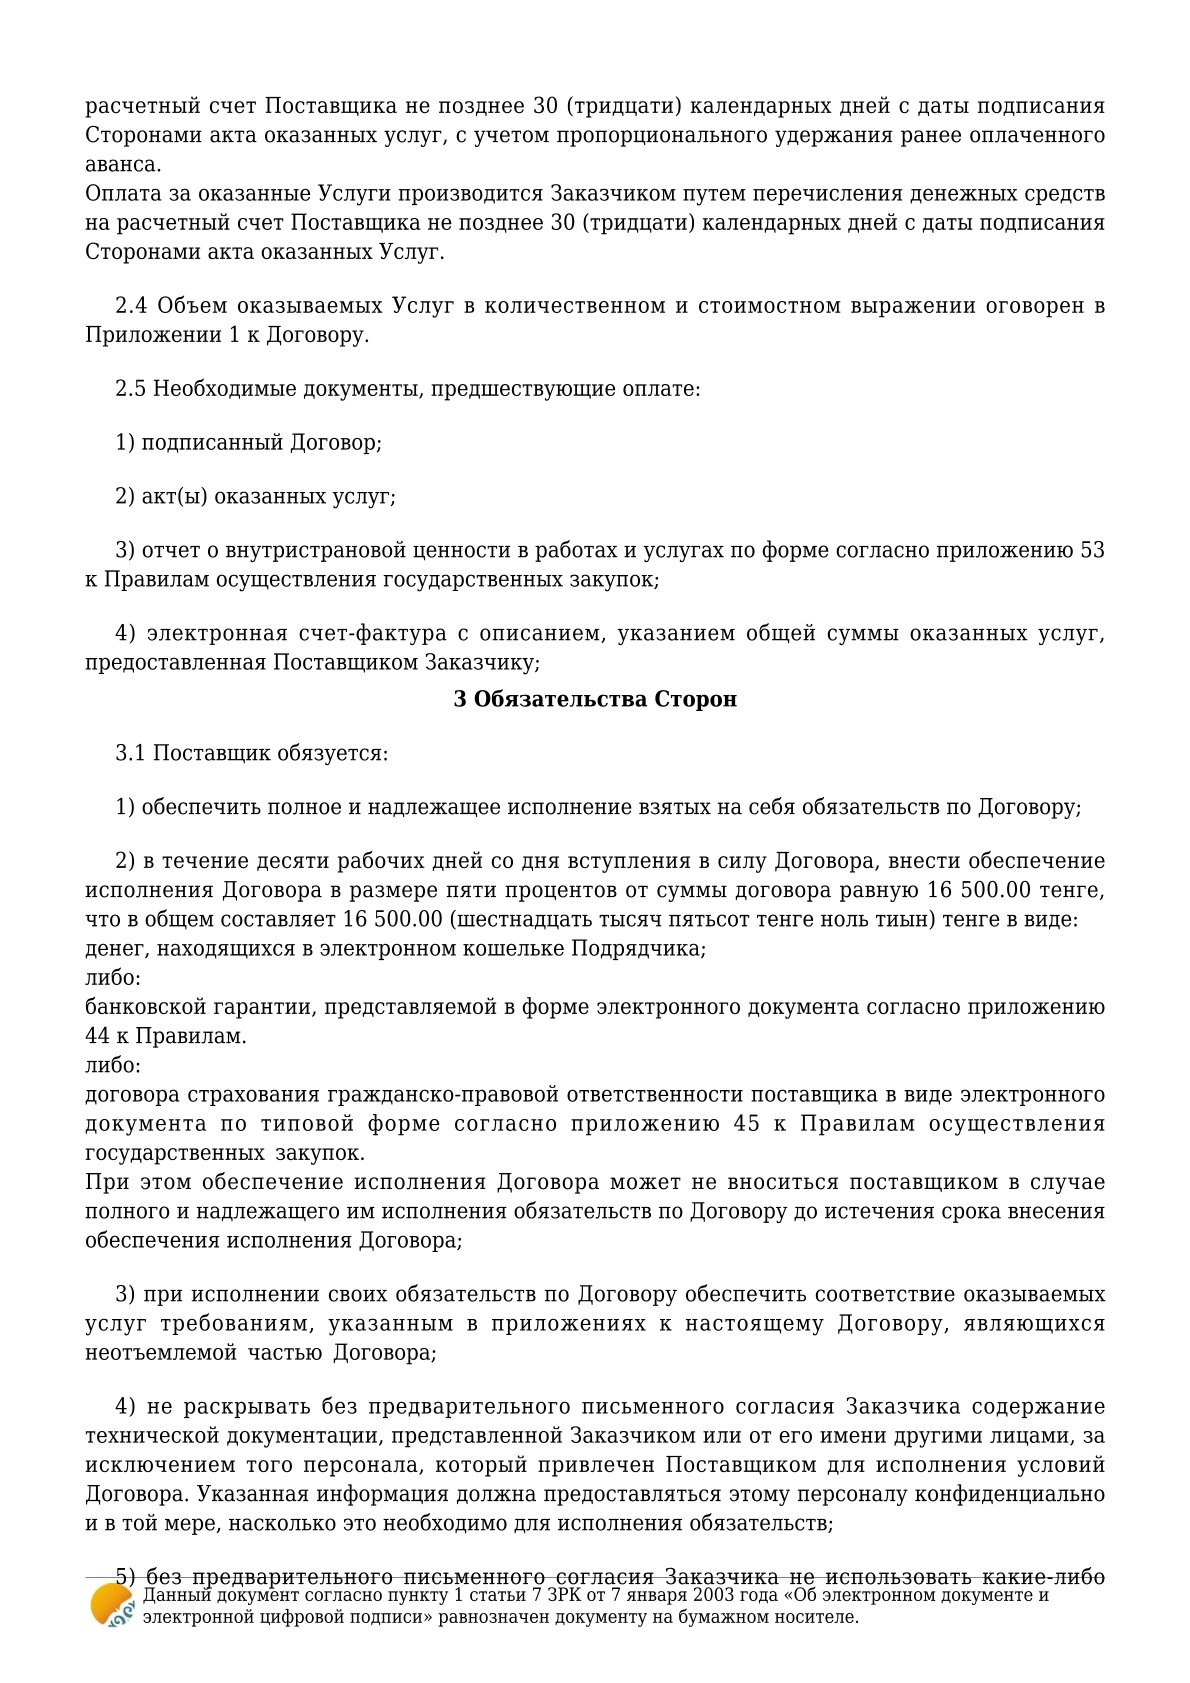 расчетный счет Поставщика не позднее 30 (тридцати) календарных дней с даты подписания
Сторонами акта оказанных услуг, с учетом пропорционального удержания ранее оплаченного
аванса.
Оплата за оказанные Услуги производится Заказчиком путем перечисления денежных средств
на расчетный счет Поставщика не позднее 30 (тридцати) календарных дней с даты подписания
Сторонами акта оказанных Услуг.
2.4 Объем оказываемых Услуг в количественном и стоимостном выражении оговорен в
Приложении 1 к Договору.
2.5 Необходимые документы, предшествующие оплате:
1) подписанный Договор;
2) акт(ы) оказанных услуг;
3) отчет о внутристрановой ценности в работах и услугах по форме согласно приложению 53
к Правилам осуществления государственных закупок;
4) электронная счет-фактура с описанием, указанием общей суммы оказанных услуг,
предоставленная Поставщиком Заказчику;
3 Обязательства Сторон
3.1 Поставщик обязуется:
1) обеспечить полное и надлежащее исполнение взятых на себя обязательств по Договору;
2) в течение десяти рабочих дней со дня вступления в силу Договора, внести обеспечение
исполнения Договора в размере пяти процентов от суммы договора равную 16 500.00 тенге,
что в общем составляет 16 500.00 (шестнадцать тысяч пятьсот тенге ноль тиын) тенге в виде:
денег, находящихся в электронном кошельке Подрядчика;
либо:
банковской гарантии, представляемой в форме электронного документа согласно приложению
44 к Правилам.
либо:
договора страхования гражданско-правовой ответственности поставщика в виде электронного
документа по типовой форме согласно приложению 45 к Правилам осуществления
государственных закупок.
При этом обеспечение исполнения Договора может не вноситься поставщиком в случае
полного и надлежащего им исполнения обязательств по Договору до истечения срока внесения
обеспечения исполнения Договора;
3) при исполнении своих обязательств по Договору обеспечить соответствие оказываемых
услуг требованиям, указанным в приложениях к настоящему Договору, являющихся
неотъемлемой частью Договора;
4) не раскрывать без предварительного письменного согласия Заказчика содержание
технической документации, представленной Заказчиком или от его имени другими лицами, за
исключением того персонала, который привлечен Поставщиком для исполнения условий
Договора. Указанная информация должна предоставляться этому персоналу конфиденциально
и в той мере, насколько это необходимо для исполнения обязательств;
5) без предварительного письменного согласия Заказчика не использовать какие-либо
Данный документ согласно пункту 1 статьи 7 ЗРК от 7 января 2003 года «Об электронном документе и
электронной цифровой подписи» равнозначен документу на бумажном носителе.